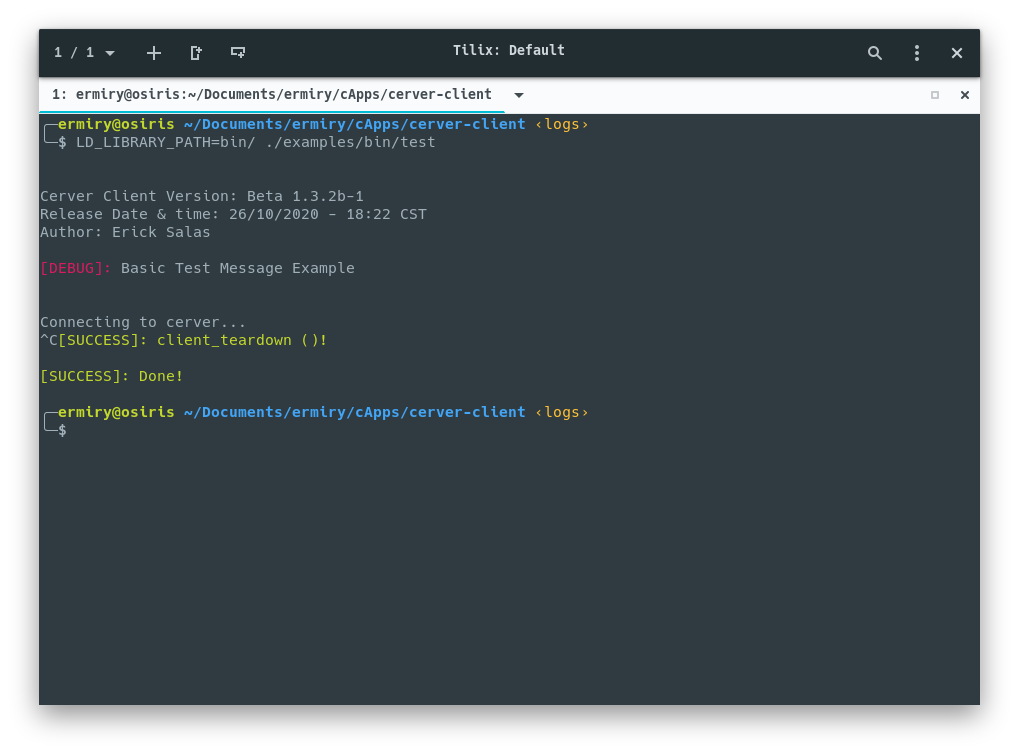 1 / 1
Tilix: Default
1: ermiry@osiris:~/Documents/ermiry/cApps/cerver-client
ermiry@osiris ~/Documents/ermiry/cApps/cerver-client ‹logs›
$ LD_LIBRARY_PATH=bin/ ./examples/bin/test
Cerver Client Version: Beta 1.3.2b-1
Release Date & time: 26/10/2020 - 18:22 CST
Author: Erick Salas
[DEBUG]: Basic Test Message Example
Connecting to cerver...
^C[SUCCESS]: client_teardown ()!
[SUCCESS]: Done!
ermiry@osiris ~/Documents/ermiry/cApps/cerver-client ‹logs›
$